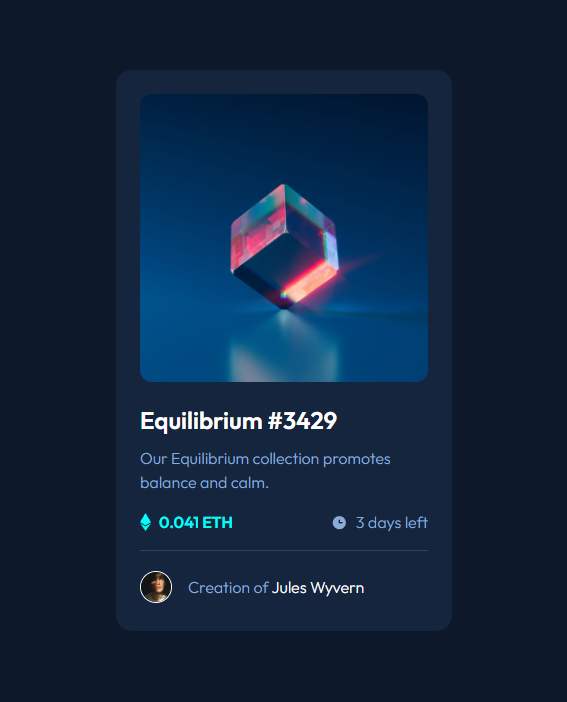 Equilibrium #3429
Our Equilibrium collection promotes
balance and calm.
0.041 ETH
3 days left
Creation of Jules Wyvern